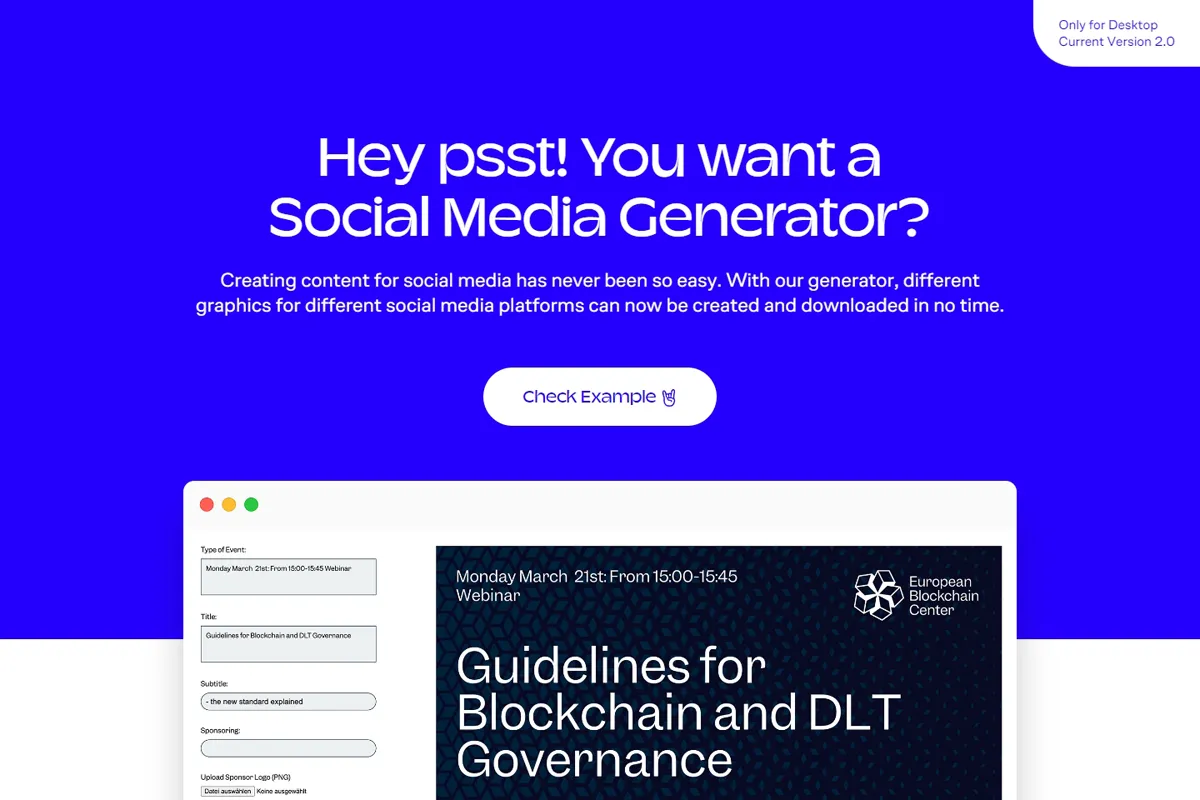 Only for Desktop
Current Version 2.0
Hey psst! You want a
Social Media Generator?
Creating content for social media has never been so easy. With our generator, different
graphics for different social media platforms can now be created and downloaded in no time.
Check Example
Type of Event:
Monday March 21st: From 15:00-15:45 Webinar
Title:
Guidelines for Blockchain and DLT Governance
Subtitle:
- the new standard explained
Sponsoring:
Upload Sponsor Logo (PNG)
Datei auswählen Keine ausgewählt
Monday March 21st: From 15:00-15:45
Webinar
European
Blockchain
Center
Guidelines for
Blockchain and DLT
Governance